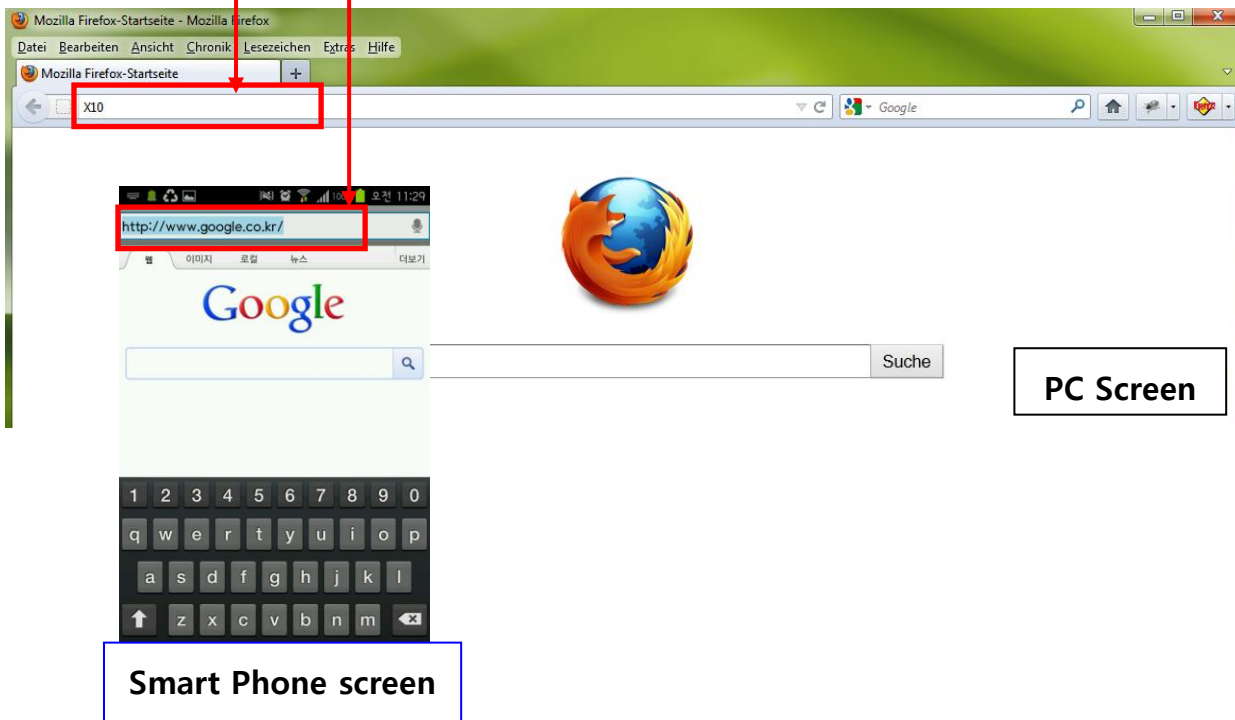 Mozilla Firefox-Startseite - Mozilla Firefox
Datei Bearbeiten Ansicht Chronik Lesezeichen Extras Hilfe
Mozilla Firefox-Startseite +
X10
Google
오전 11:29
http://www.google.co.kr/
웹 이미지 로컬 뉴스 더보기
Google
Suche
PC Screen
1 2 3 4 5 6 7 8 9 0
q w e r t y u i o p
a s d f g h j k l
z x c v b n m
Smart Phone screen